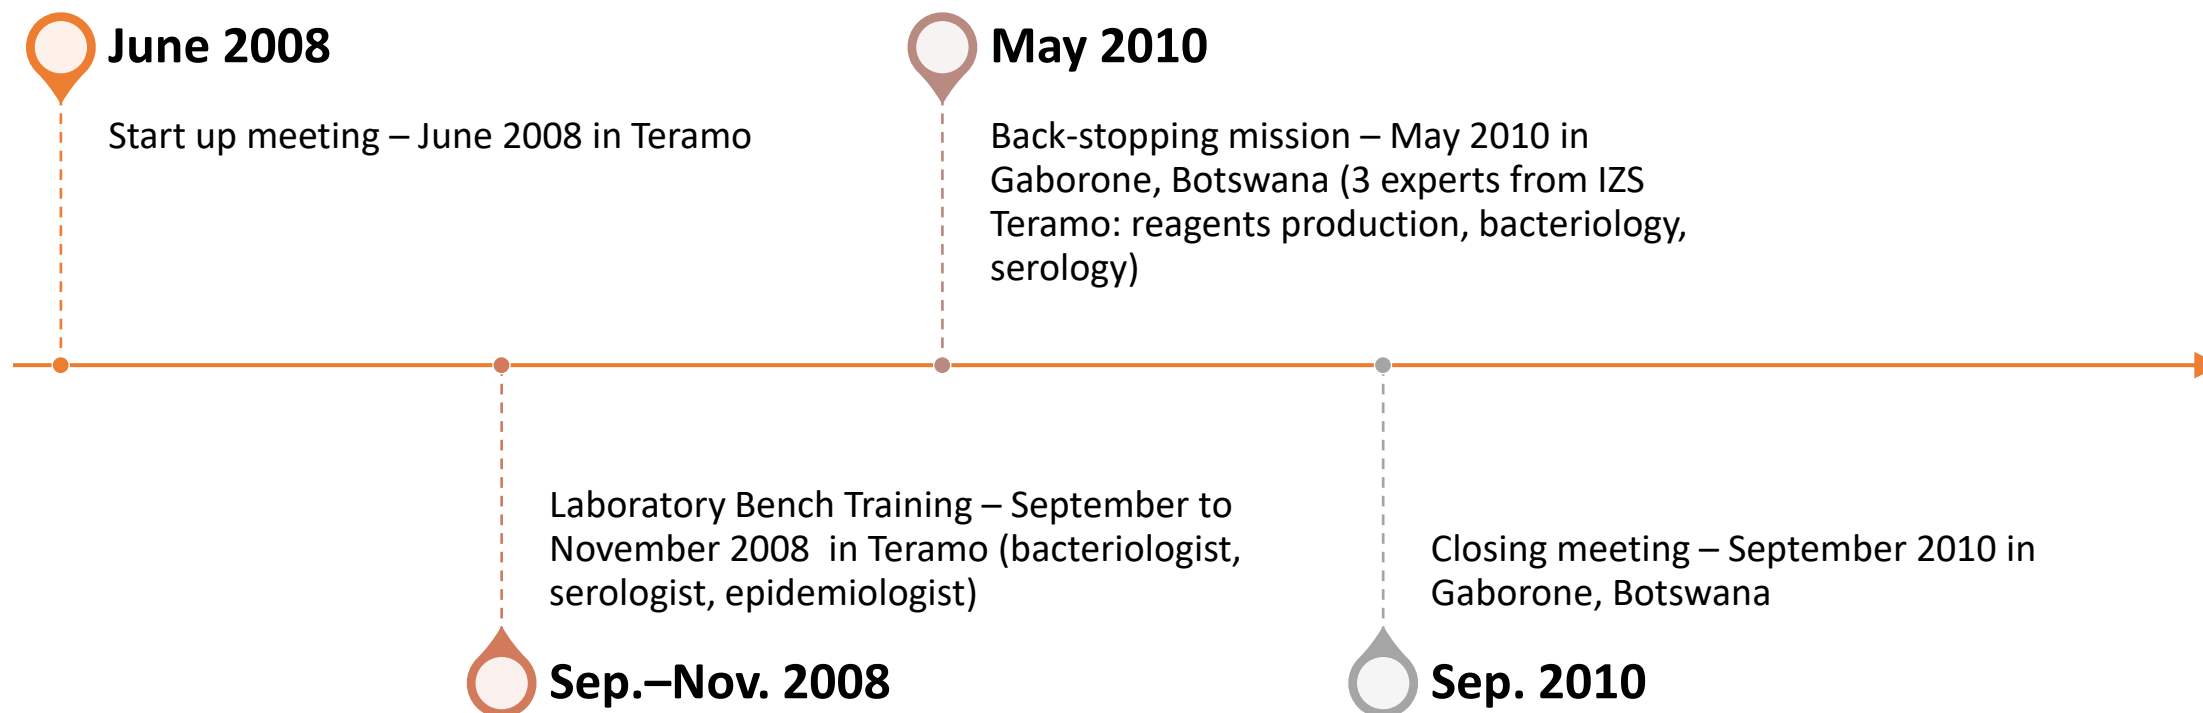 June 2008
Start up meeting – June 2008 in Teramo
Sep.–Nov. 2008
Laboratory Bench Training – September to
November 2008  in Teramo (bacteriologist,
serologist, epidemiologist)
May 2010
Back-stopping mission – May 2010 in
Gaborone, Botswana (3 experts from IZS
Teramo: reagents production, bacteriology,
serology)
Sep. 2010
Closing meeting – September 2010 in
Gaborone, Botswana